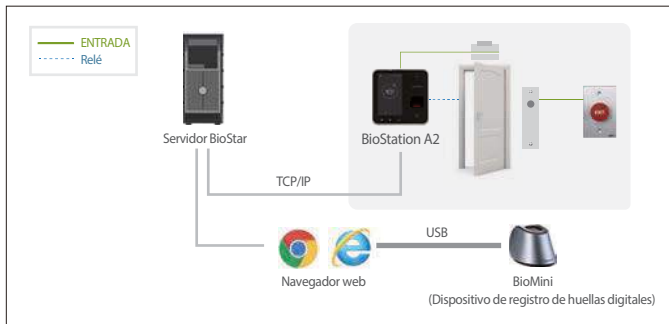 ENTRADA
Relé
Servidor BioStar
BioStation A2
EXIT
TCP/IP
USB
Navegador web
BioMini
(Dispositivo de registro de huellas digitales)